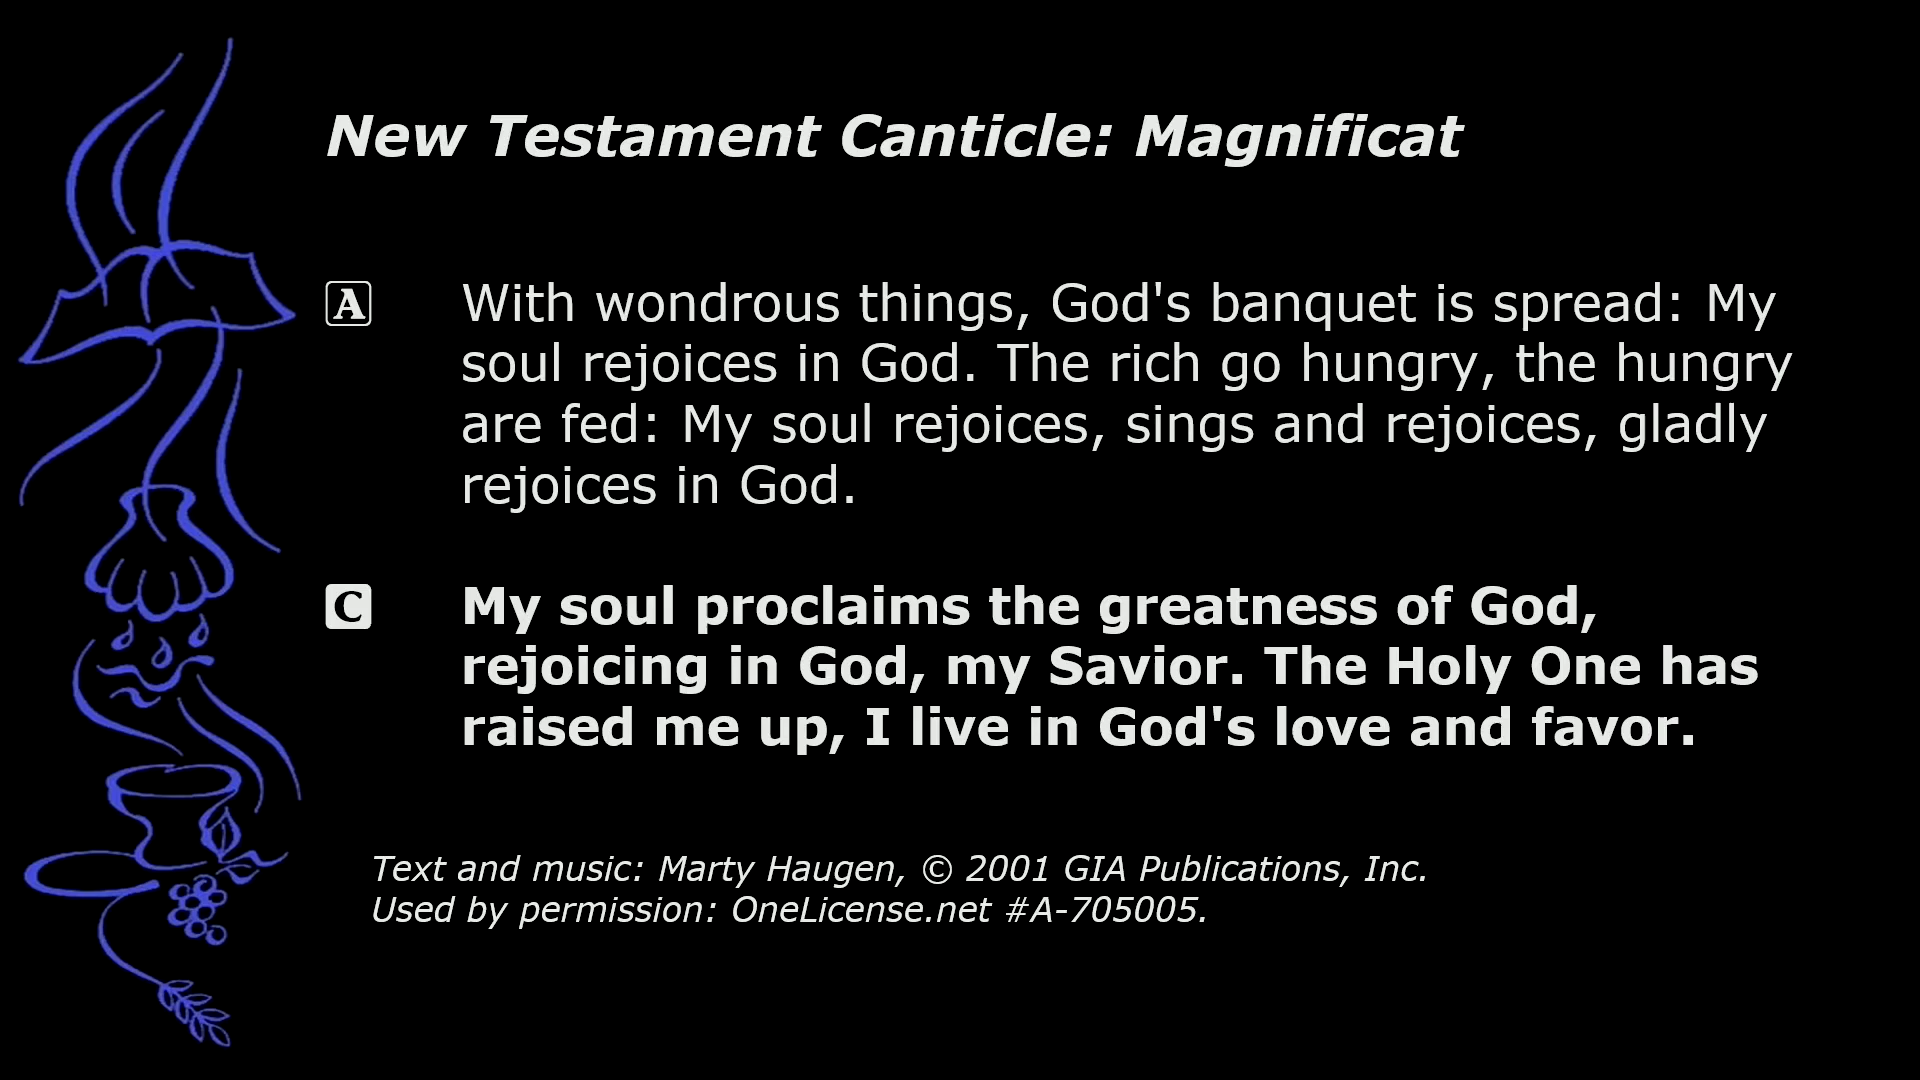 New Testament Canticle: Magnificat
A With wondrous things, God's banquet is spread: My
soul rejoices in God. The rich go hungry, the hungry
are fed: My soul rejoices, sings and rejoices, gladly
rejoices in God.
C My soul proclaims the greatness of God,
rejoicing in God, my Savior. The Holy One has
raised me up, I live in God's love and favor.
Text and music: Marty Haugen, © 2001 GIA Publications, Inc.
Used by permission: OneLicense.net #A-705005.